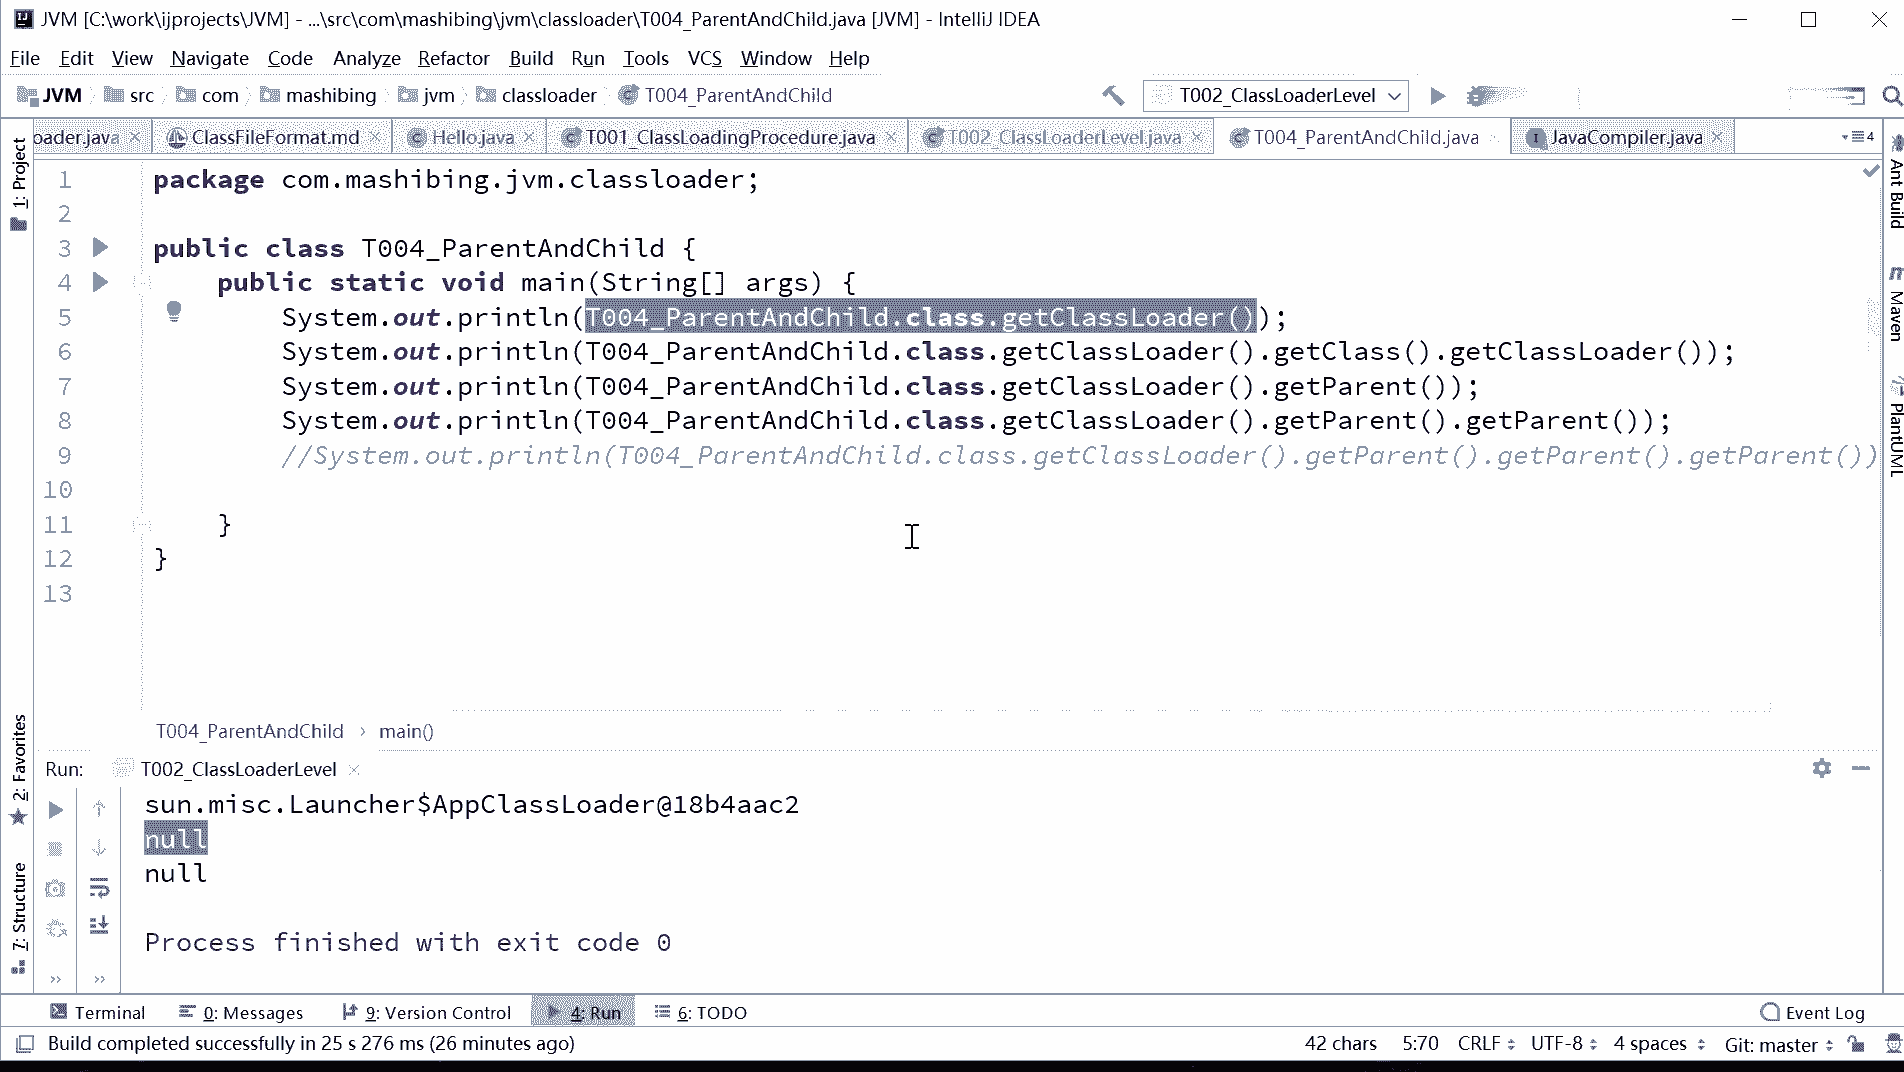 JVM [C:\work\ijprojects\JVM] - ...\src\com\mashibing\jvm\classloader\T004_ParentAndChild.java [JVM] - IntelliJ IDEA
File Edit View Navigate Code Analyze Refactor Build Run Tools VCS Window Help
JVM src com mashibing jvm classloader T004_ParentAndChild T002_ClassLoaderLevel
oader.java ClassFileFormat.md Hello.java T001_ClassLoadingProcedure.java T002_ClassLoaderLevel.java T004_ParentAndChild.java JavaCompiler.java 4
1: Project
Ant Build
Maven
PlantUML
1 package com.mashibing.jvm.classloader;
2
3 public class T004_ParentAndChild {
4 public static void main(String[] args) {
5 System.out.println(T004_ParentAndChild.class.getClassLoader());
6 System.out.println(T004_ParentAndChild.class.getClassLoader().getClass().getClassLoader());
7 System.out.println(T004_ParentAndChild.class.getClassLoader().getParent());
8 System.out.println(T004_ParentAndChild.class.getClassLoader().getParent().getParent());
9 //System.out.println(T004_ParentAndChild.class.getClassLoader().getParent().getParent().getParent())
10
11 }
12 }
13
T004_ParentAndChild › main()
2: Favorites
7: Structure
Run: T002_ClassLoaderLevel
sun.misc.Launcher$AppClassLoader@18b4aac2
null
null
Process finished with exit code 0
Terminal 0: Messages 9: Version Control 4: Run 6: TODO Event Log
Build completed successfully in 25 s 276 ms (26 minutes ago) 42 chars 5:70 CRLF UTF-8 4 spaces Git: master